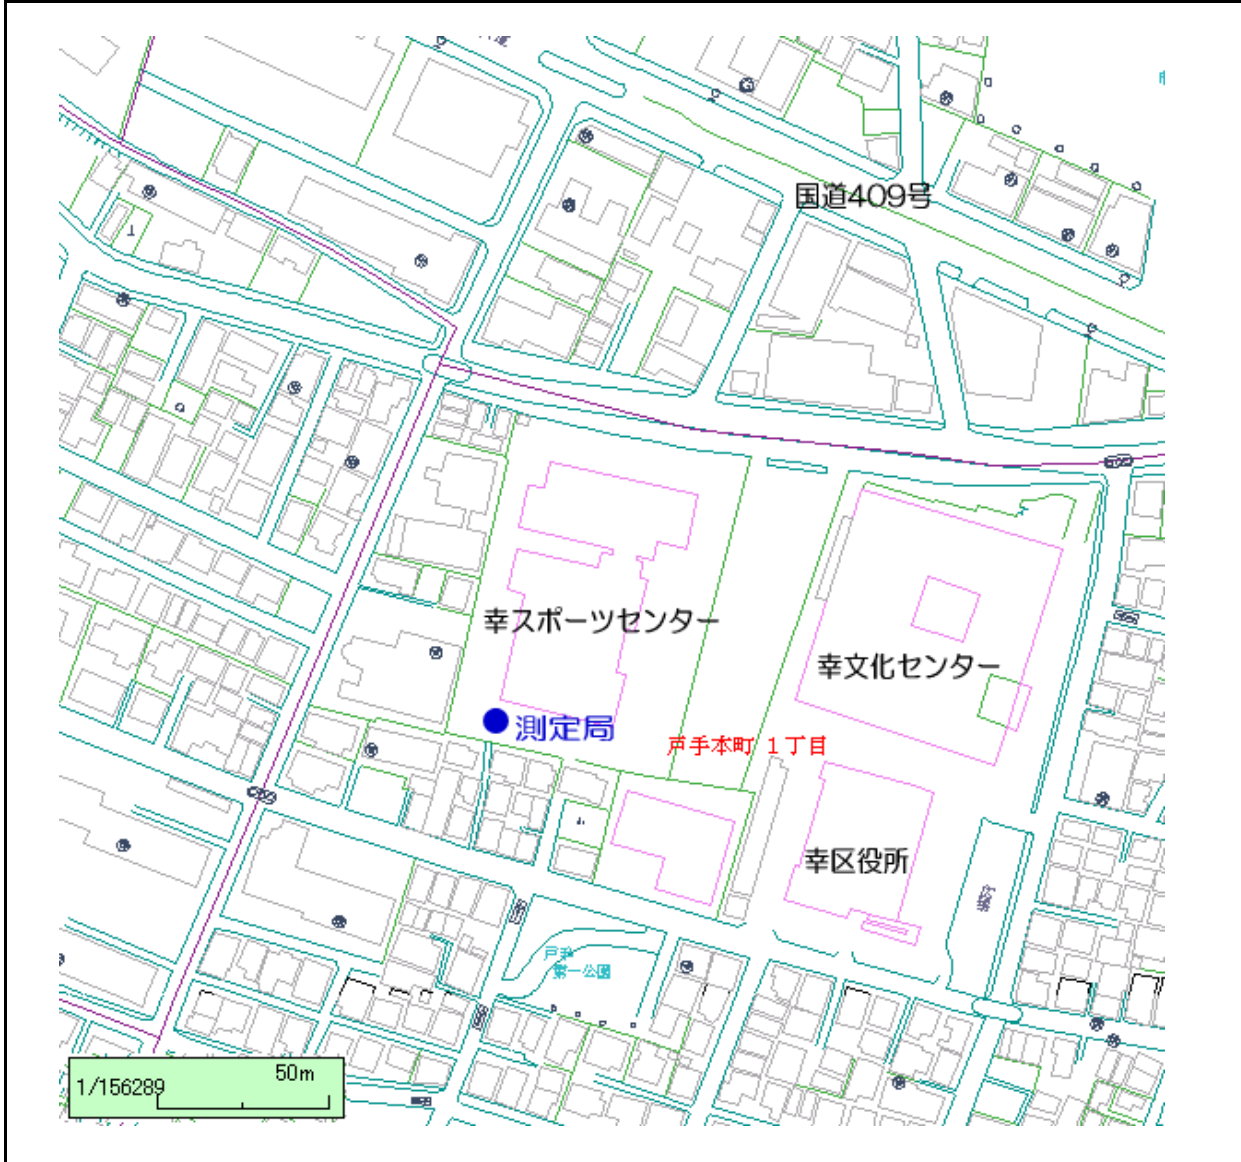 国道409号
幸スポーツセンター
幸文化センター
測定局
戸手本町 1丁目
幸区役所
戸手
第一公園
50m
1/156289